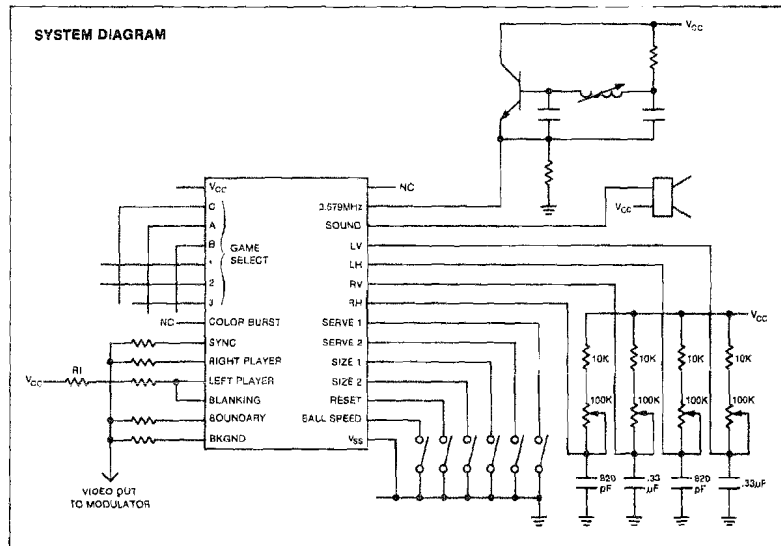 SYSTEM DIAGRAM
VCC
VCC
NC
C
3.579MHz
A
SOUND
VCC
B
LV
GAME
SELECT
1
LH
2
RV
3
RH
VCC
NC
COLOR BURST
SERVE 1
SYNC
SERVE 2
RIGHT PLAYER
SIZE 1
10K
10K
10K
10K
VCC
R1
LEFT PLAYER
SIZE 2
BLANKING
RESET
100K
100K
100K
100K
BOUNDARY
BALL SPEED
BKGND
VSS
820
pF
.33
µF
820
pF
.33µF
VIDEO OUT
TO MODULATOR